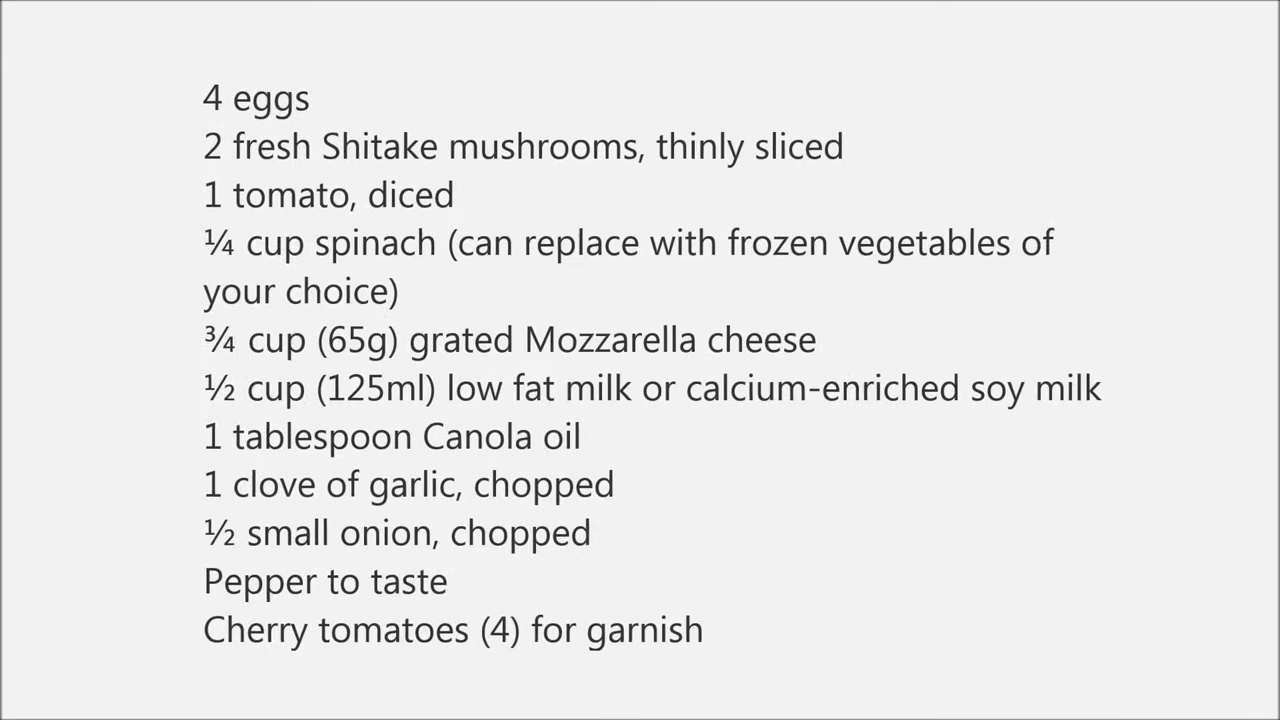 4 eggs
2 fresh Shitake mushrooms, thinly sliced
1 tomato, diced
¼ cup spinach (can replace with frozen vegetables of
your choice)
¾ cup (65g) grated Mozzarella cheese
½ cup (125ml) low fat milk or calcium-enriched soy milk
1 tablespoon Canola oil
1 clove of garlic, chopped
½ small onion, chopped
Pepper to taste
Cherry tomatoes (4) for garnish